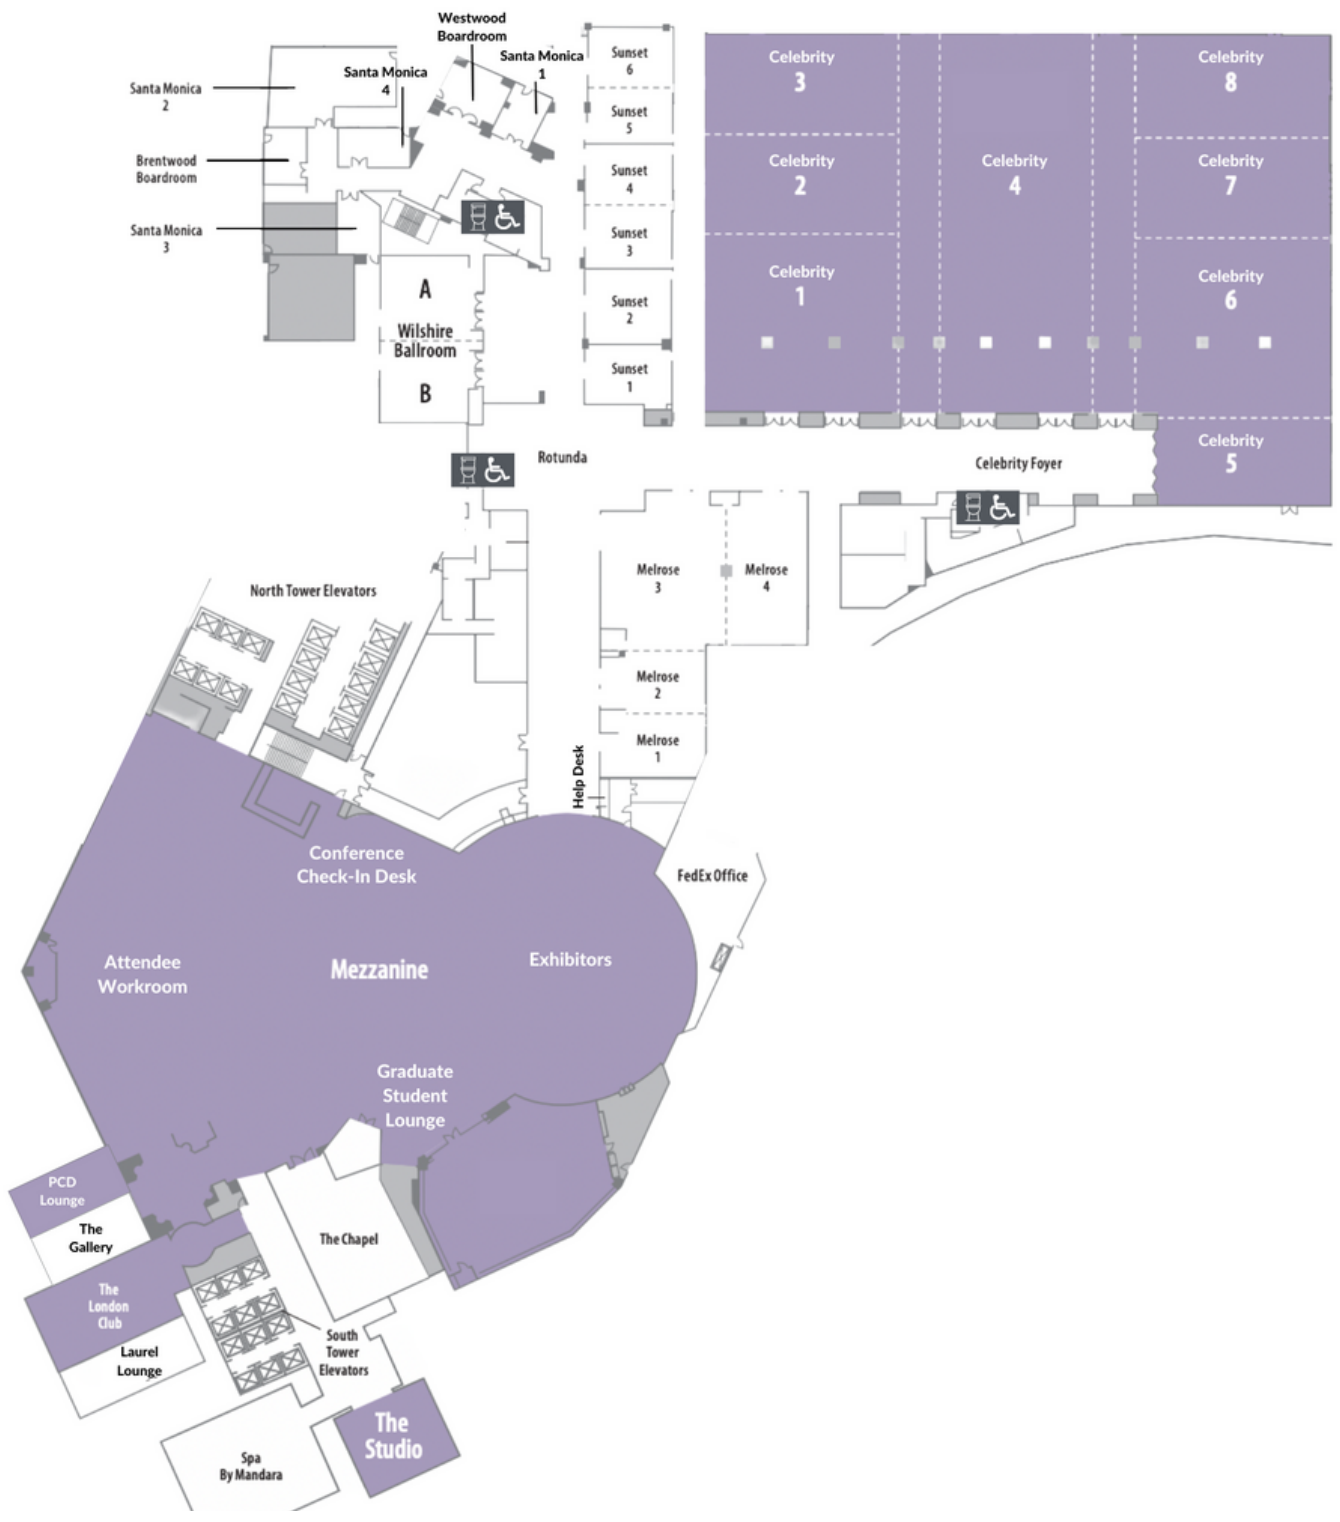 Westwood
Boardroom
Santa Monica
1
Santa Monica
4
Santa Monica
2
Brentwood
Boardroom
Santa Monica
3
Sunset
6
Sunset
5
Sunset
4
Sunset
3
Sunset
2
Sunset
1
Celebrity
3
Celebrity
8
Celebrity
2
Celebrity
4
Celebrity
7
Celebrity
1
Celebrity
6
Celebrity
5
A
Wilshire
Ballroom
B
Rotunda
Celebrity Foyer
Melrose
3
Melrose
4
Melrose
2
Melrose
1
North Tower Elevators
Help Desk
Conference
Check-In Desk
FedEx Office
Attendee
Workroom
Mezzanine
Exhibitors
Graduate
Student
Lounge
PCD
Lounge
The
Gallery
The Chapel
The
London
Club
Laurel
Lounge
South
Tower
Elevators
The
Studio
Spa
By Mandara